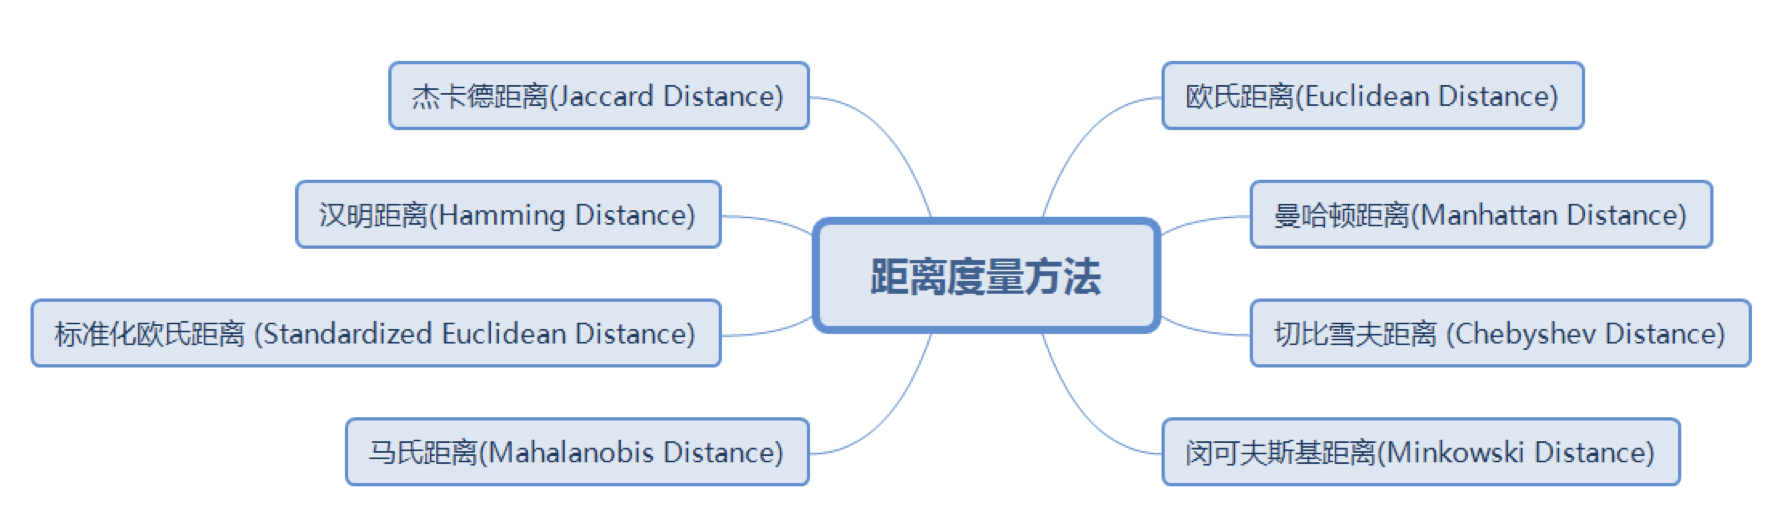 杰卡德距离(Jaccard Distance)
欧氏距离(Euclidean Distance)
汉明距离(Hamming Distance)
曼哈顿距离(Manhattan Distance)
距离度量方法
标准化欧氏距离 (Standardized Euclidean Distance)
切比雪夫距离 (Chebyshev Distance)
马氏距离(Mahalanobis Distance)
闵可夫斯基距离(Minkowski Distance)